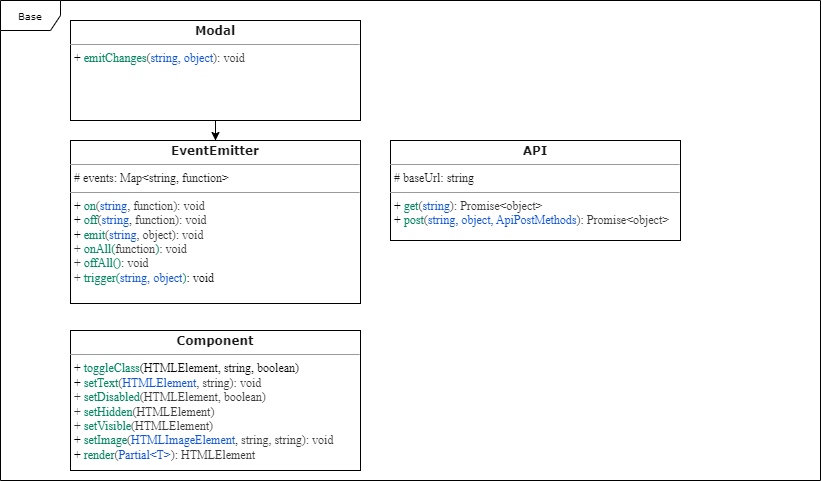 Base
Modal
+ emitChanges(string, object): void
EventEmitter
# events: Map<string, function>
+ on(string, function): void
+ off(string, function): void
+ emit(string, object): void
+ onAll(function): void
+ offAll(): void
+ trigger(string, object): void
API
# baseUrl: string
+ get(string): Promise<object>
+ post(string, object, ApiPostMethods): Promise<object>
Component
+ toggleClass(HTMLElement, string, boolean)
+ setText(HTMLElement, string): void
+ setDisabled(HTMLElement, boolean)
+ setHidden(HTMLElement)
+ setVisible(HTMLElement)
+ setImage(HTMLImageElement, string, string): void
+ render(Partial<T>): HTMLElement